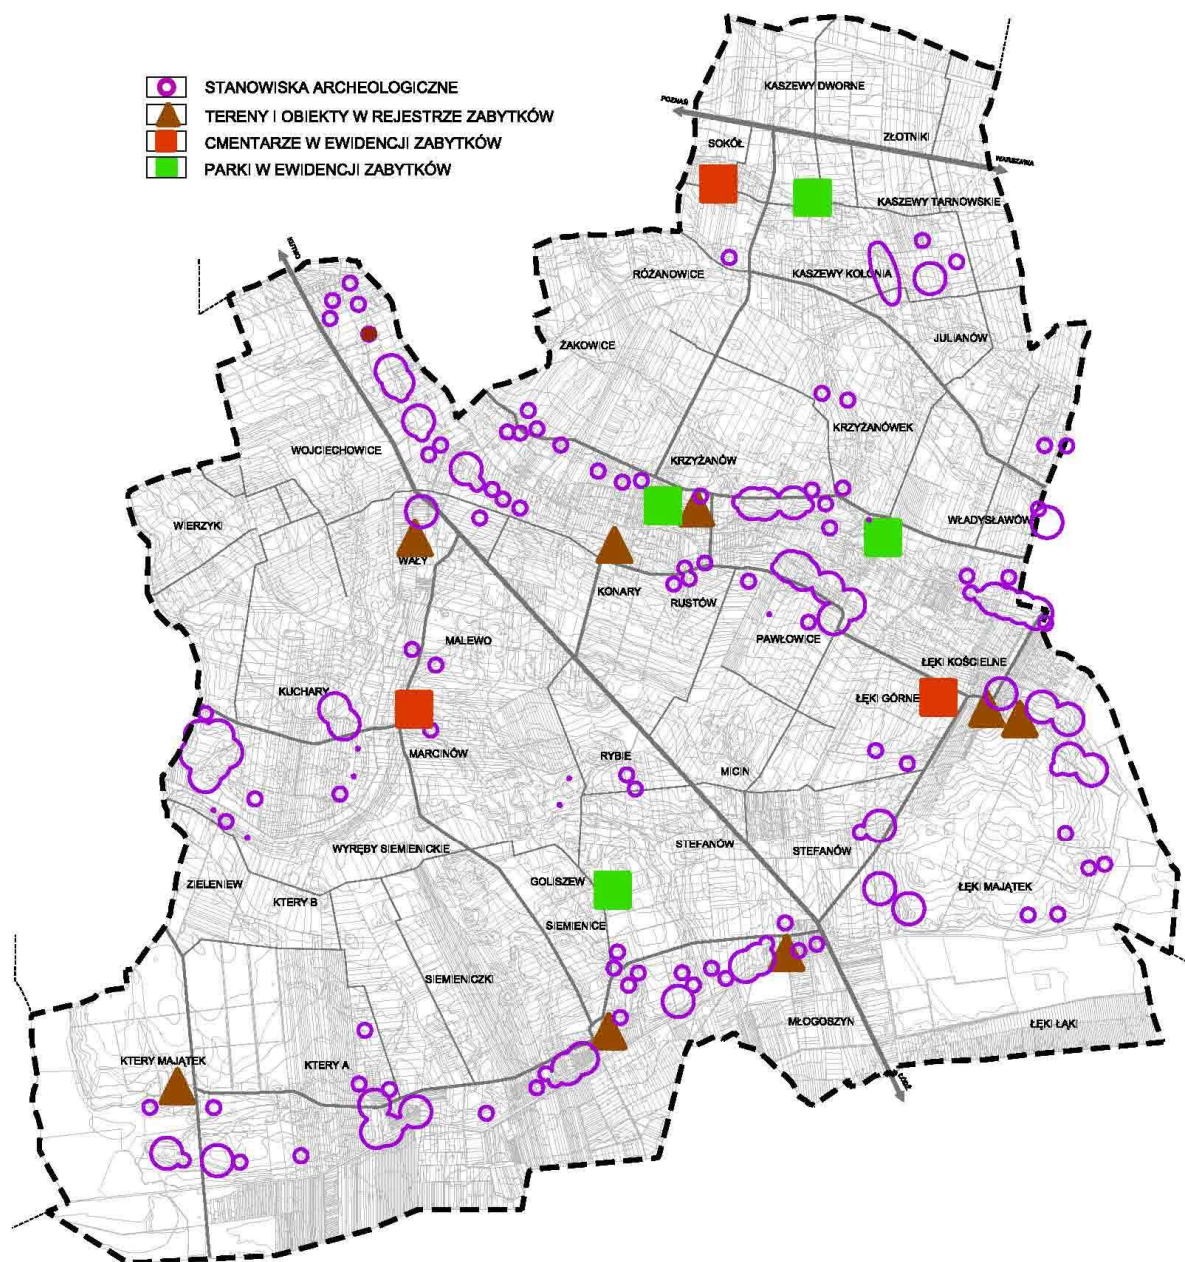 STANOWISKA ARCHEOLOGICZNE
TERENY I OBIEKTY W REJESTRZE ZABYTKÓW
CMENTARZE W EWIDENCJI ZABYTKÓW
PARKI W EWIDENCJI ZABYTKÓW
KASZEWY DWORNE
POZNAŃ
ZŁOTNIKI
SOKÓŁ
WARSZAWA
KASZEWY TARNOWSKIE
RÓŻANOWICE
KASZEWY KOLONIA
JULIANÓW
ŻAKOWICE
KRZYŻANÓWEK
WOJCIECHOWICE
KRZYŻANÓW
WIERZYKI
WŁADYSŁAWÓW
WAŁY
KONARY
RUSTÓW
PAWŁOWICE
MALEWO
ŁĘKI KOŚCIELNE
KUCHARY
ŁĘKI GÓRNE
MARCINÓW
RYBIE
MICIN
STEFANÓW
STEFANÓW
WYRĘBY SIEMIENICKIE
ZIELENIEW
GOLISZEW
ŁĘKI MAJĄTEK
KTERY B
SIEMIENICE
SIEMIENICZKI
MŁOGOSZYN
ŁĘKI ŁĄKI
KTERY MAJĄTEK
KTERY A
ŁÓDŹ